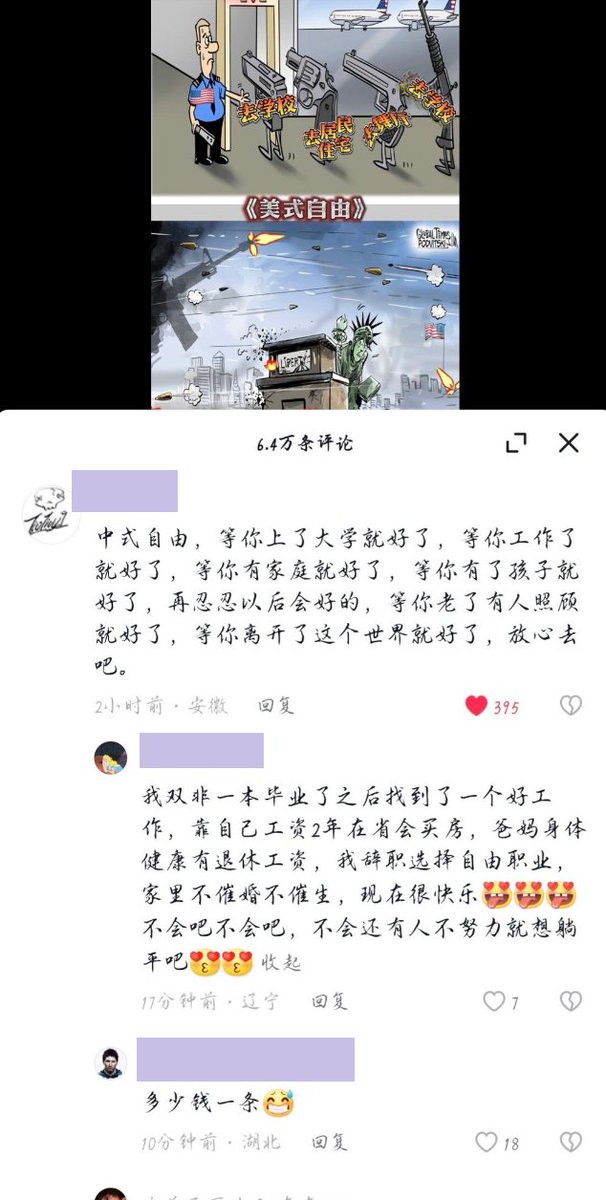 去学校
去居民
住宅
去银行
去学校
《美式自由》
GLOBAL TIMES
LIBERTY
6.4万条评论
中式自由，等你上了大学就好了，等你工作了
就好了，等你有家庭就好了，等你有了孩子就
好了，再忍忍以后会好的，等你老了有人照顾
就好了，等你离开了这个世界就好了，放心去
吧。
2小时前·安徽 回复
395
我双非一本毕业了之后找到了一个好工
作，靠自己工资2年在省会买房，爸妈身体
健康有退休工资，我辞职选择自由职业，
家里不催婚不催生，现在很快乐😍😍😍
不会吧不会吧，不会还有人不努力就想躺
平吧😍😍 收起
17分钟前·辽宁 回复
7
多少钱一条😅
10分钟前·湖北 回复
18